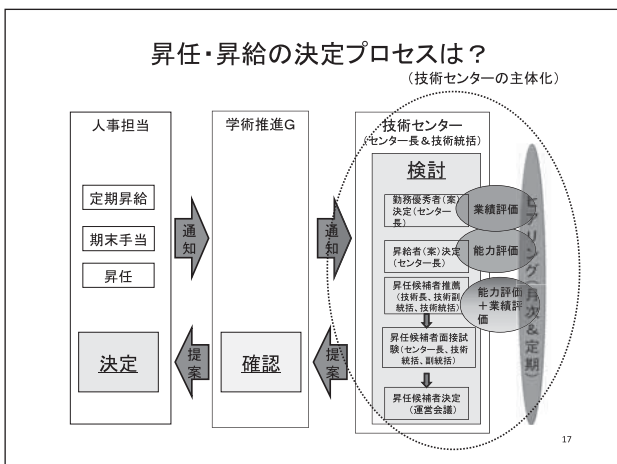 昇任・昇給の決定プロセスは？
（技術センターの主体化）
人事担当
定期昇給
期末手当
昇任
決定
通知
提案
学術推進G
確認
通知
提案
技術センター
（センター長＆技術統括）
検討
勤務優秀者（案）
決定（センター
長）
業績評価
昇給者（案）決定
（センター長）
能力評価
昇任候補者推薦
（技術長、技術副
統括、技術統括）
能力評価
＋業績評
価
昇任候補者面接試
験（センター長、技術
統括、副統括）
昇任候補者決定
（運営会議）
ヒアリング（月次＆定期）
17